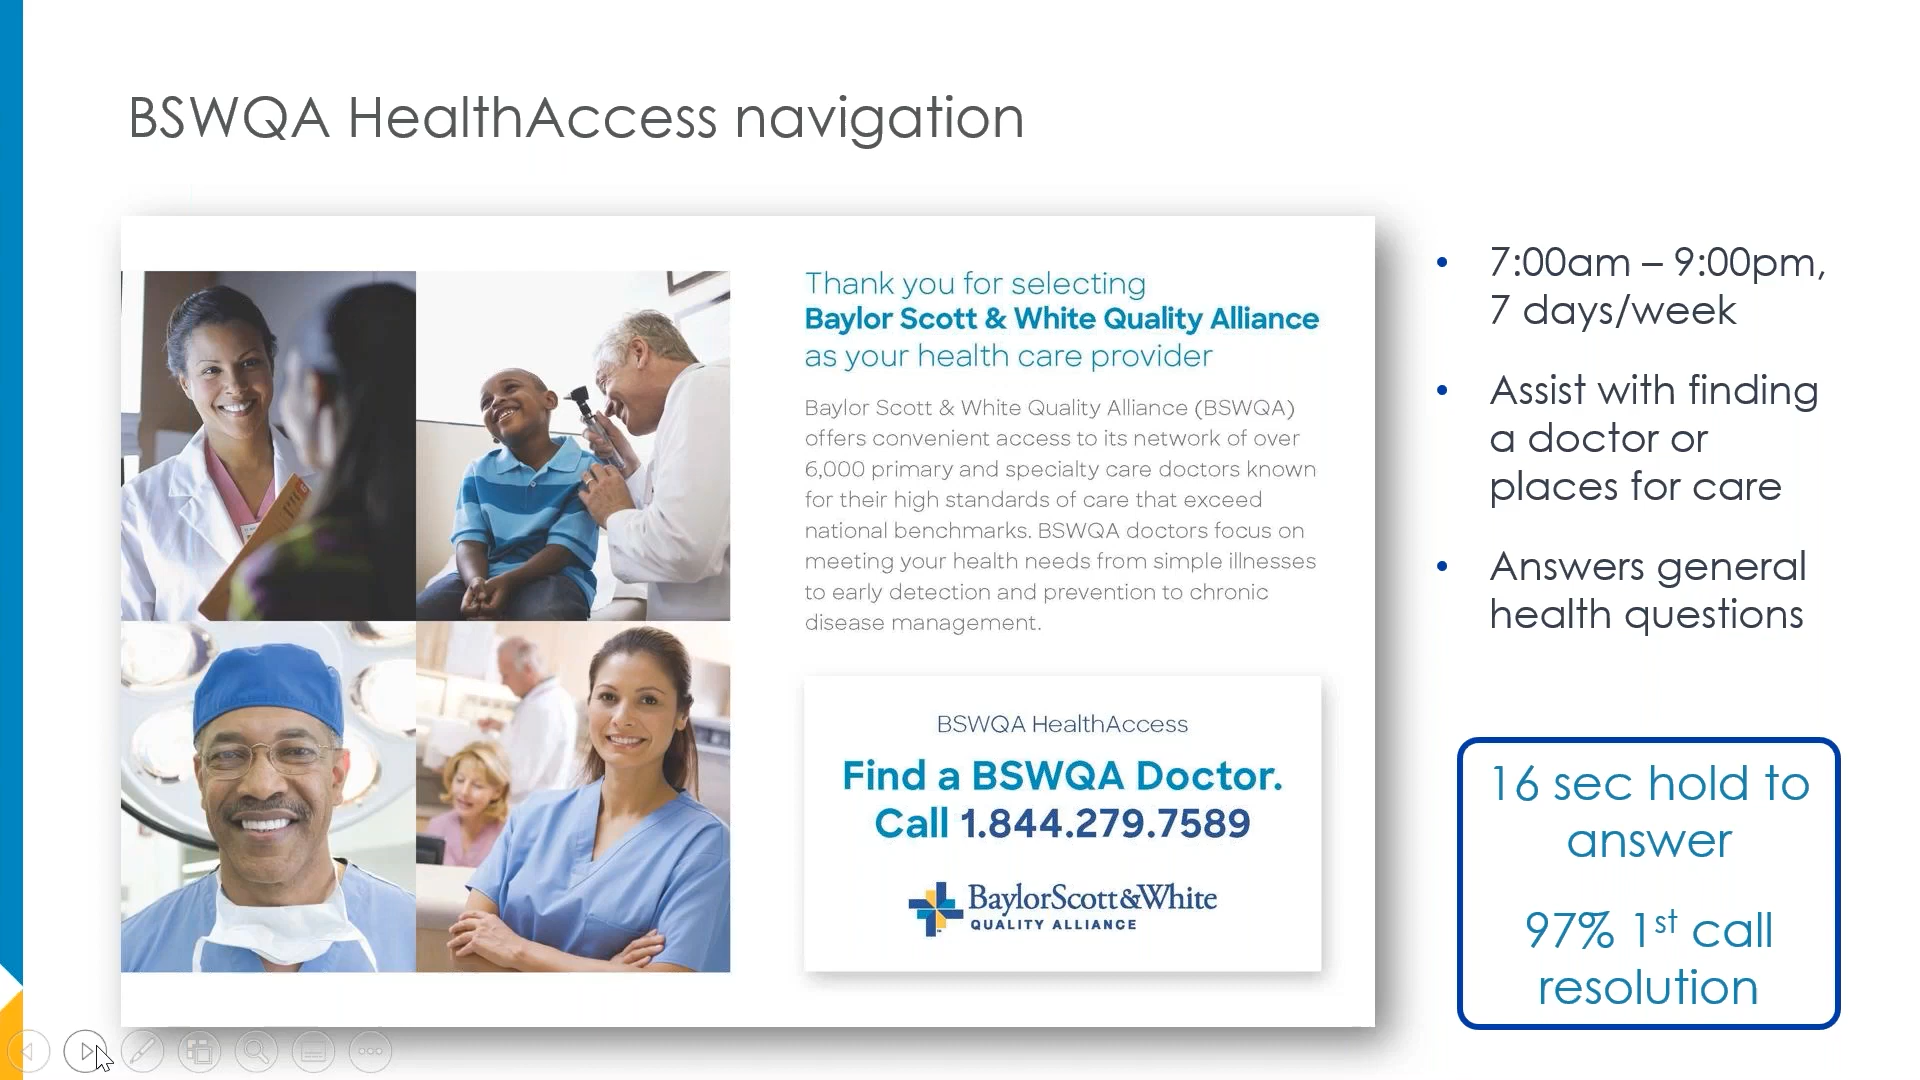 BSWQA HealthAccess navigation
Thank you for selecting
Baylor Scott & White Quality Alliance
as your health care provider
Baylor Scott & White Quality Alliance (BSWQA)
offers convenient access to its network of over
6,000 primary and specialty care doctors known
for their high standards of care that exceed
national benchmarks. BSWQA doctors focus on
meeting your health needs from simple illnesses
to early detection and prevention to chronic
disease management.
BSWQA HealthAccess
Find a BSWQA Doctor.
Call 1.844.279.7589
BaylorScott&White
QUALITY ALLIANCE
• 7:00am – 9:00pm,
7 days/week
• Assist with finding
a doctor or
places for care
• Answers general
health questions
16 sec hold to
answer
97% 1st call
resolution